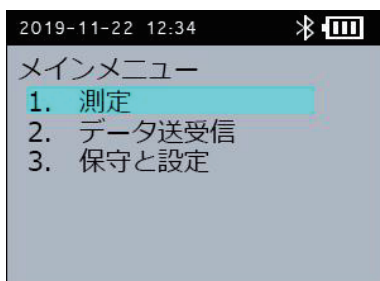 2019-11-22 12:34
メインメニュー
1. 測定
2. データ送受信
3. 保守と設定